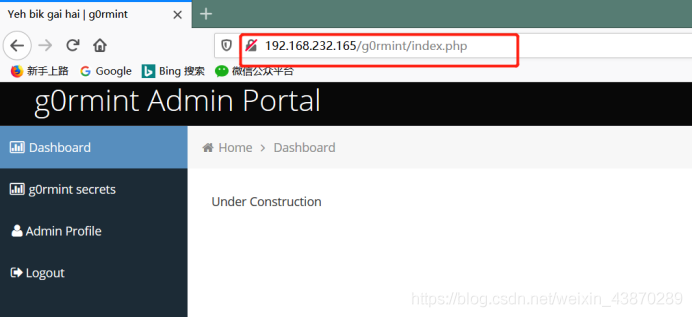 Yeh bik gai hai | g0rmint
192.168.232.165/g0rmint/index.php
新手上路 Google Bing 搜索 微信公众平台
g0rmint Admin Portal
Dashboard
Home > Dashboard
g0rmint secrets
Under Construction
Admin Profile
Logout
https://blog.csdn.net/weixin_43870289